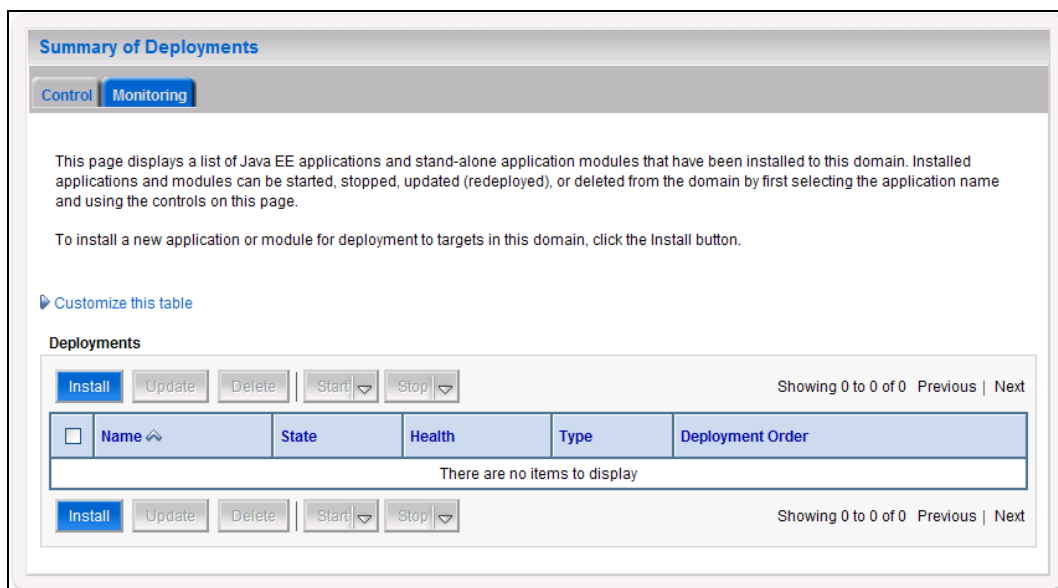 Summary of Deployments
Control Monitoring
This page displays a list of Java EE applications and stand-alone application modules that have been installed to this domain. Installed
applications and modules can be started, stopped, updated (redeployed), or deleted from the domain by first selecting the application name
and using the controls on this page.
To install a new application or module for deployment to targets in this domain, click the Install button.
Customize this table
Deployments
Install Update Delete Start Stop Showing 0 to 0 of 0 Previous | Next
Name State Health Type Deployment Order
There are no items to display
Install Update Delete Start Stop Showing 0 to 0 of 0 Previous | Next